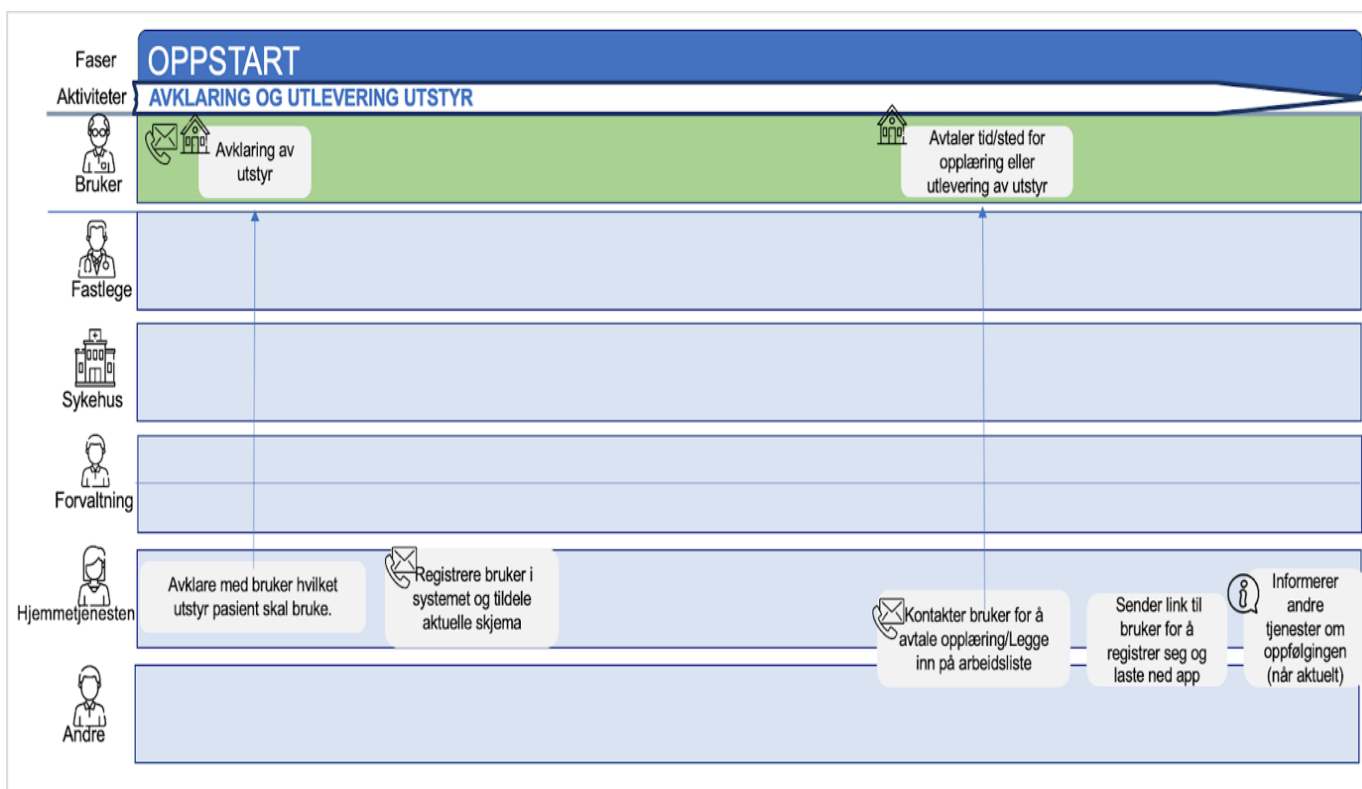 Faser
OPPSTART
Aktiviteter
AVKLARING OG UTLEVERING UTSTYR
Bruker
Avklaring av
utstyr
Avtaler tid/sted for
opplæring eller
utlevering av utstyr
Fastlege
Sykehus
Forvaltning
Hjemmetjenesten
Avklare med bruker hvilket
utstyr pasient skal bruke.
Registrere bruker i
systemet og tildele
aktuelle skjema
Kontakter bruker for å
avtale opplæring/Legge
inn på arbeidsliste
Sender link til
bruker for å
registrer seg og
laste ned app
Informerer
andre
tjenester om
oppfølgingen
(når aktuelt)
Andre